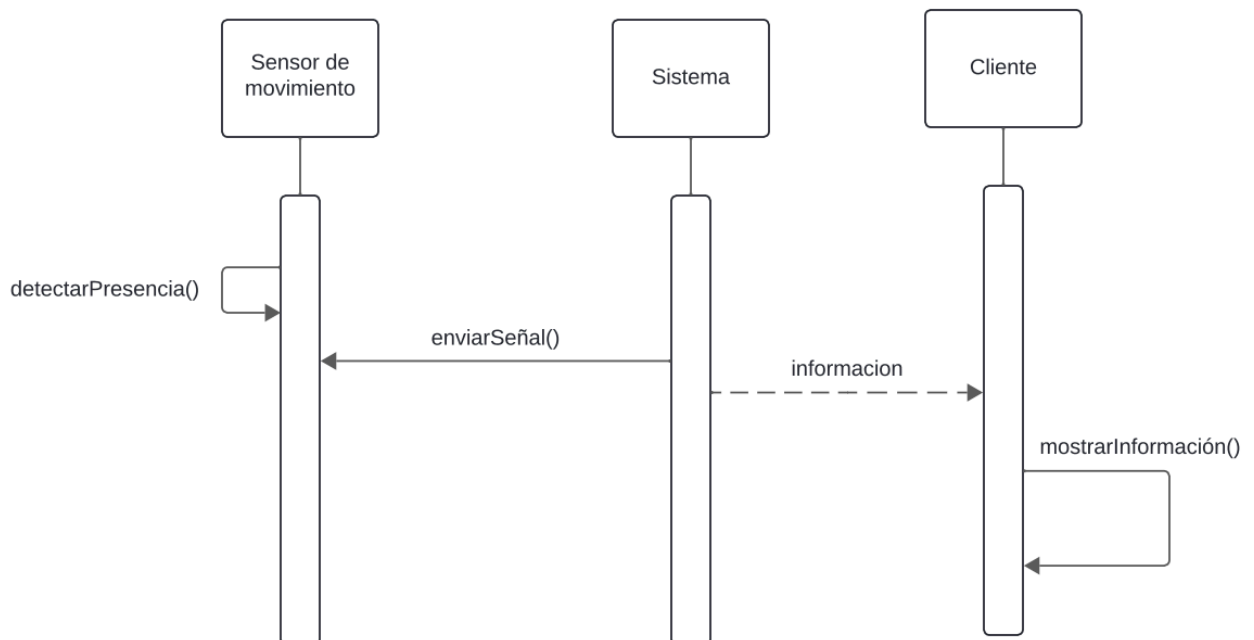 Sensor de
movimiento
Sistema
Cliente
detectarPresencia()
enviarSeñal()
informacion
mostrarInformación()